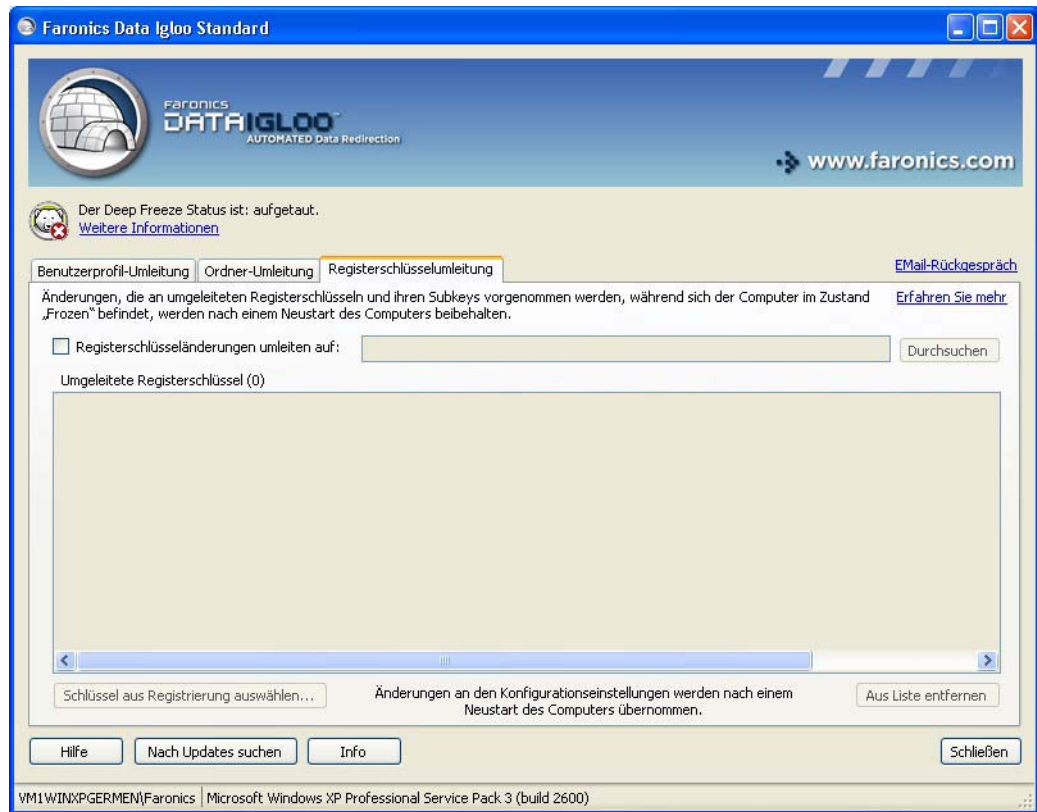 Faronics Data Igloo Standard
Faronics
DATAIGLOO™
AUTOMATED Data Redirection
www.faronics.com
Der Deep Freeze Status ist: aufgetaut.
Weitere Informationen
Benutzerprofil-Umleitung Ordner-Umleitung Registerschlüsselumleitung
EMail-Rückgespräch
Änderungen, die an umgeleiteten Registerschlüsseln und ihren Subkeys vorgenommen werden, während sich der Computer im Zustand
„Frozen“ befindet, werden nach einem Neustart des Computers beibehalten.
Erfahren Sie mehr
Registerschlüsseländerungen umleiten auf:
Durchsuchen
Umgeleitete Registerschlüssel (0)
Schlüssel aus Registrierung auswählen...
Änderungen an den Konfigurationseinstellungen werden nach einem
Neustart des Computers übernommen.
Aus Liste entfernen
Hilfe Nach Updates suchen Info Schließen
VM1WINXPGERMEN\Faronics Microsoft Windows XP Professional Service Pack 3 (build 2600)